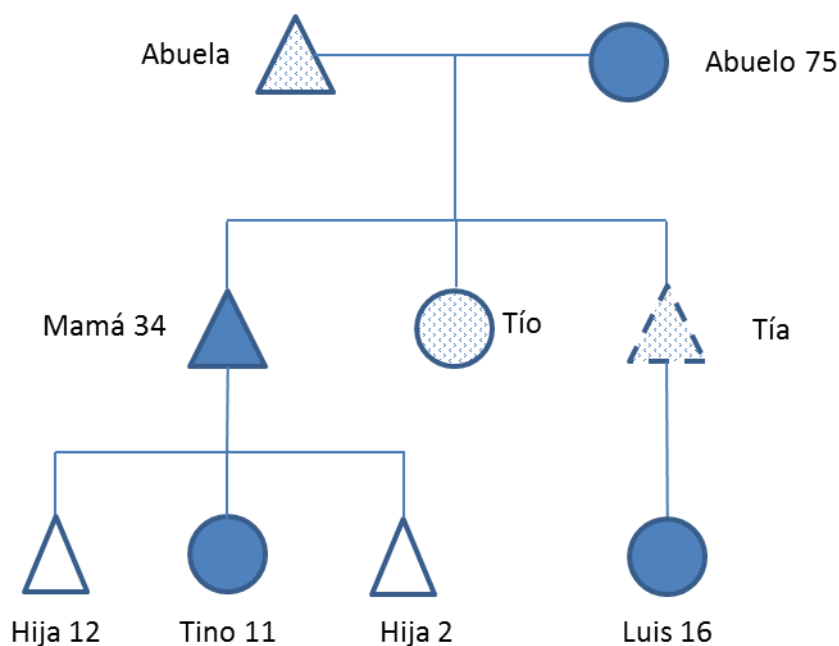 Abuela
Abuelo 75
Mamá 34
Tío
Tía
Hija 12
Tino 11
Hija 2
Luis 16